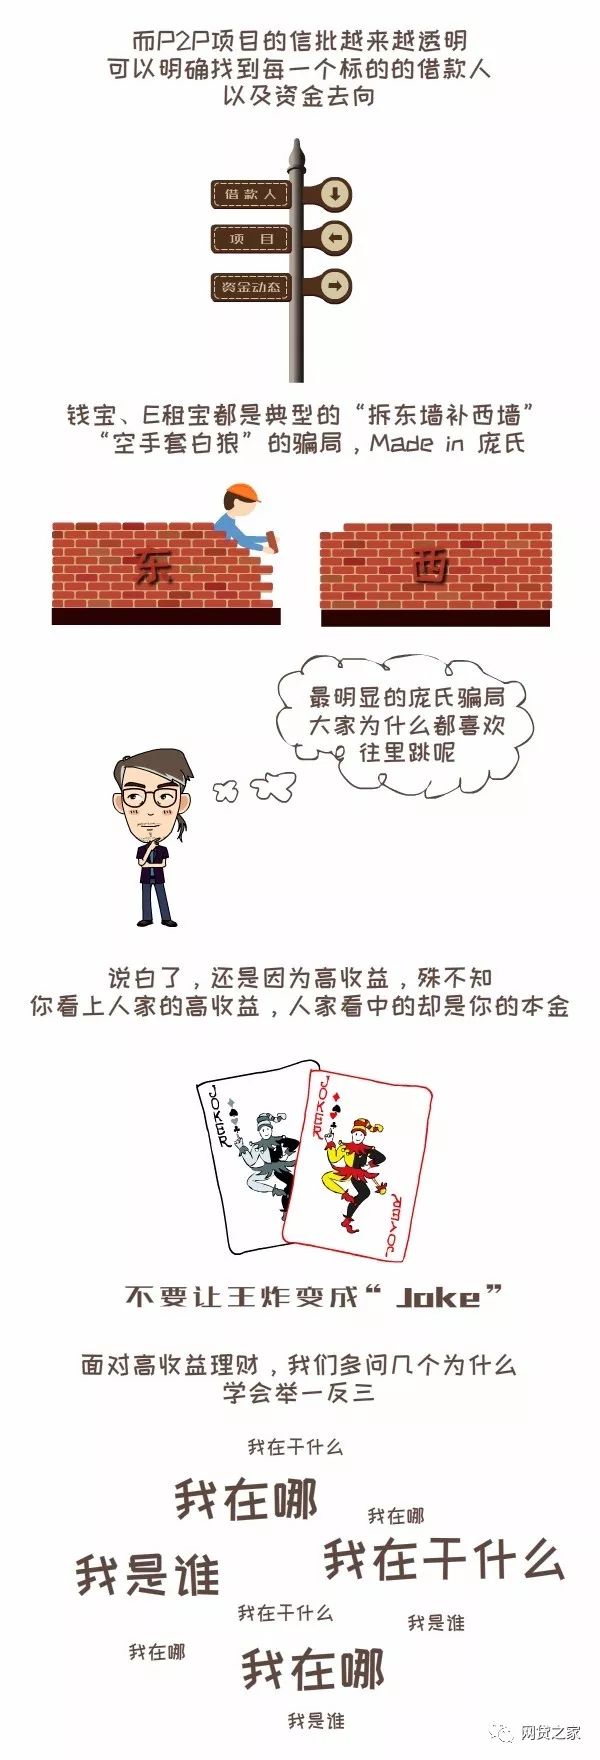 而P2P项目的信批越来越透明
可以明确找到每一个标的的借款人
以及资金去向
借款人
项目
资金动态
钱宝、E租宝都是典型的“拆东墙补西墙”
“空手套白狼”的骗局，Made in 庞氏
东
西
最明显的庞氏骗局
大家为什么都喜欢
往里跳呢
说白了，还是因为高收益，殊不知
你看上人家的高收益，人家看中的却是你的本金
JOKER
JOKER
JOKER
不要让王炸变成“Joke”
面对高收益理财，我们多问几个为什么
学会举一反三
我在干什么
我在哪
我在哪
我是谁
我在干什么
我在干什么
我是谁
我在哪
我在哪
我是谁
网贷之家